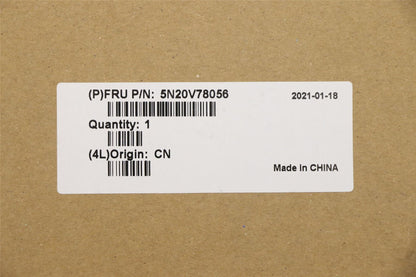 (P)FRU P/N: 5N20V78056
2021-01-18
Quantity: 1
(4L)Origin: CN
Made In CHINA